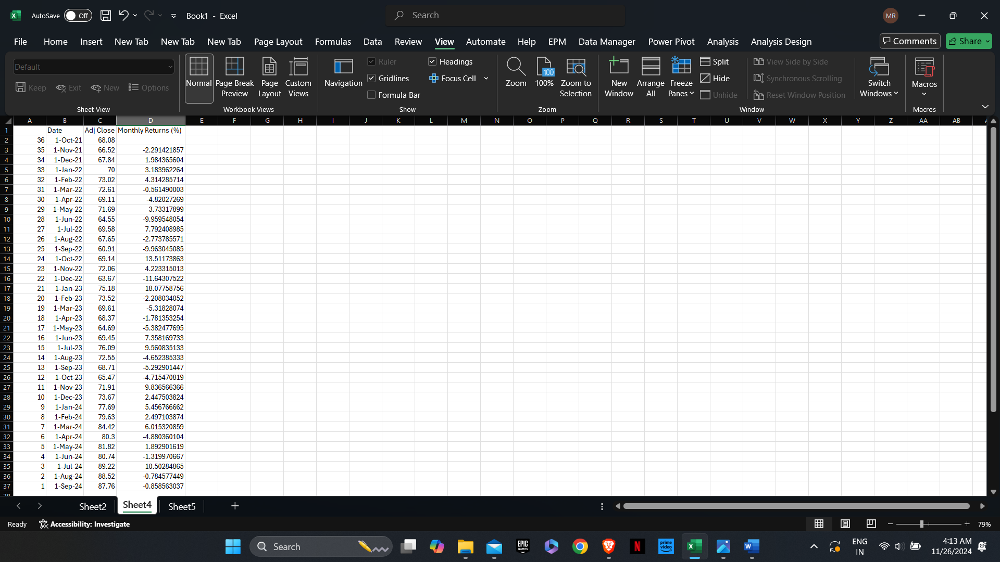 AutoSave Off Book1 - Excel Search MR
File Home Insert New Tab New Tab New Tab Page Layout Formulas Data Review View Automate Help EPM Data Manager Power Pivot Analysis Analysis Design Comments Share
Default
Keep Exit New Options
Sheet View
Normal Page Break Preview Page Layout Custom Views
Workbook Views
Navigation Ruler Gridlines Formula Bar Headings Focus Cell
Show
Zoom 100 100% Zoom to Selection
Zoom
New Window Arrange All Freeze Panes Split Hide Unhide
View Side by Side
Synchronous Scrolling
Reset Window Position
Switch Windows
Window
Macros
Macros
A B C D E F G H I J K L M N O P Q R S T U V W X Y Z AA AB
1 Date Adj Close Monthly Returns (%)
2 36 1-Oct-21 68.08
3 35 1-Nov-21 66.52 -2.291421857
4 34 1-Dec-21 67.84 1.984365604
5 33 1-Jan-22 70 3.183962264
6 32 1-Feb-22 73.02 4.314285714
7 31 1-Mar-22 72.61 -0.561490003
8 30 1-Apr-22 69.11 -4.82027269
9 29 1-May-22 71.69 3.73317899
10 28 1-Jun-22 64.55 -9.959548054
11 27 1-Jul-22 69.58 7.792408985
12 26 1-Aug-22 67.65 -2.773785571
13 25 1-Sep-22 60.91 -9.963045085
14 24 1-Oct-22 69.14 13.51173863
15 23 1-Nov-22 72.06 4.223315013
16 22 1-Dec-22 63.67 -11.64307522
17 21 1-Jan-23 75.18 18.07758756
18 20 1-Feb-23 73.52 -2.208034052
19 19 1-Mar-23 69.61 -5.31828074
20 18 1-Apr-23 68.37 -1.781353254
21 17 1-May-23 64.69 -5.382477695
22 16 1-Jun-23 69.45 7.358169733
23 15 1-Jul-23 76.09 9.560835133
24 14 1-Aug-23 72.55 -4.652385333
25 13 1-Sep-23 68.71 -5.292901447
26 12 1-Oct-23 65.47 -4.715470819
27 11 1-Nov-23 71.91 9.836566366
28 10 1-Dec-23 73.67 2.447503824
29 9 1-Jan-24 77.69 5.456766662
30 8 1-Feb-24 79.63 2.497103874
31 7 1-Mar-24 84.42 6.015320859
32 6 1-Apr-24 80.3 -4.880360104
33 5 1-May-24 81.82 1.892901619
34 4 1-Jun-24 80.74 -1.319970667
35 3 1-Jul-24 89.22 10.50284865
36 2 1-Aug-24 88.52 -0.784577449
37 1 1-Sep-24 87.76 -0.858563037
Sheet2 Sheet4 Sheet5
Ready Accessibility: Investigate 79%
Search EPIC GAMES N prime video W ENG IN 4:13 AM
11/26/2024